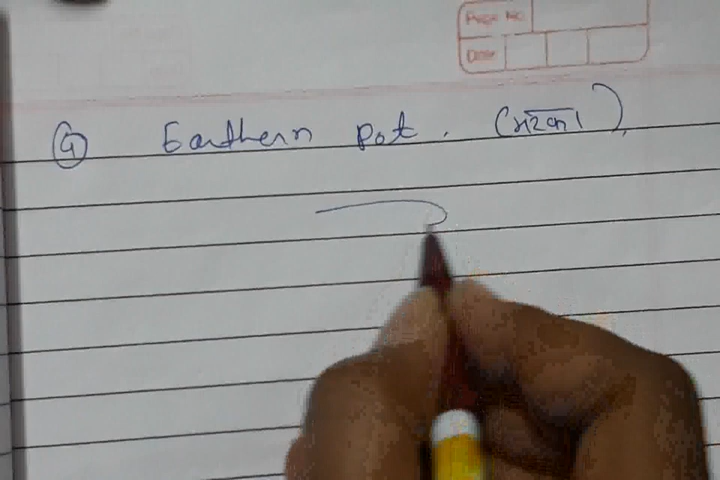 Page No
Date
④ Earthern pot. (मटका)